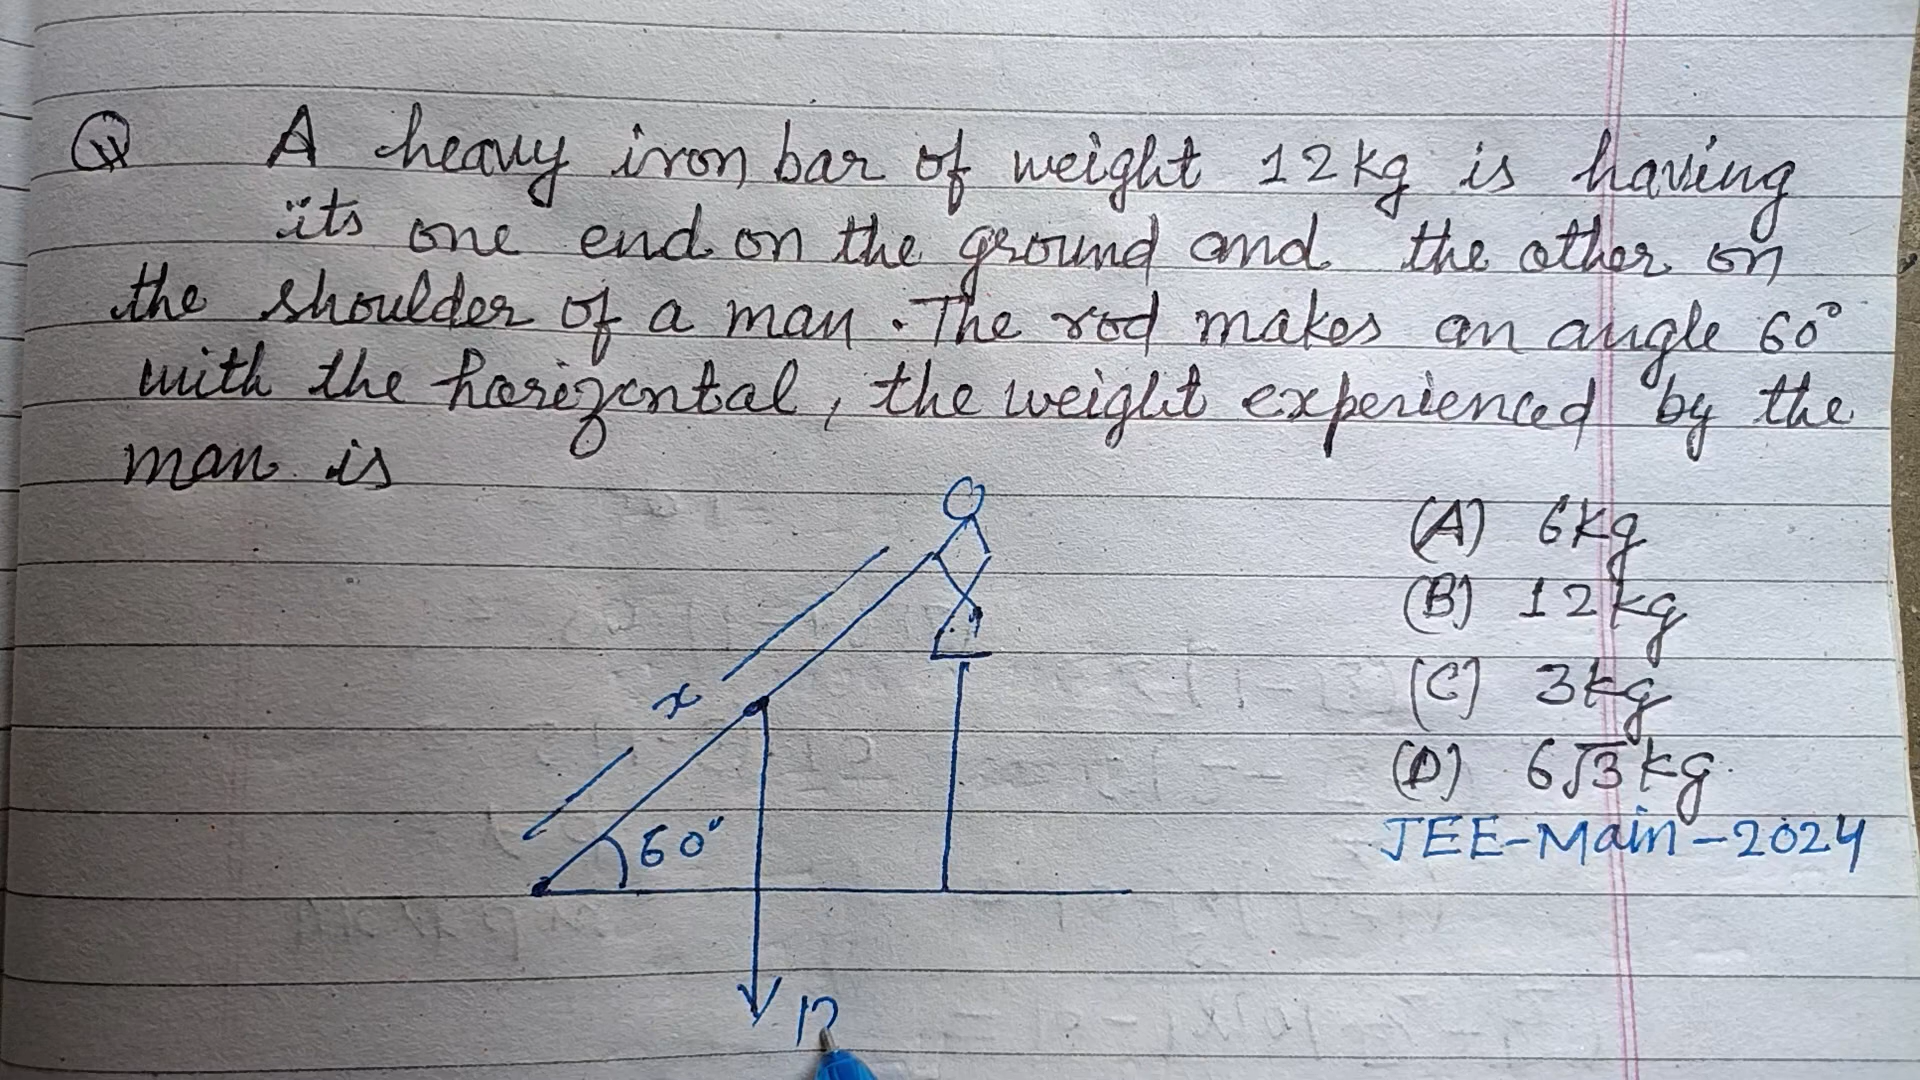 Q A heavy iron bar of weight 12kg is having
its one end on the ground and the other on
the shoulder of a man. The rod makes an angle 60°
with the horizontal, the weight experienced by the
man is
(A) 6kg
(B) 12kg
(C) 3kg
x
(D) 6√3 kg
JEE-Main-2024
60°
12